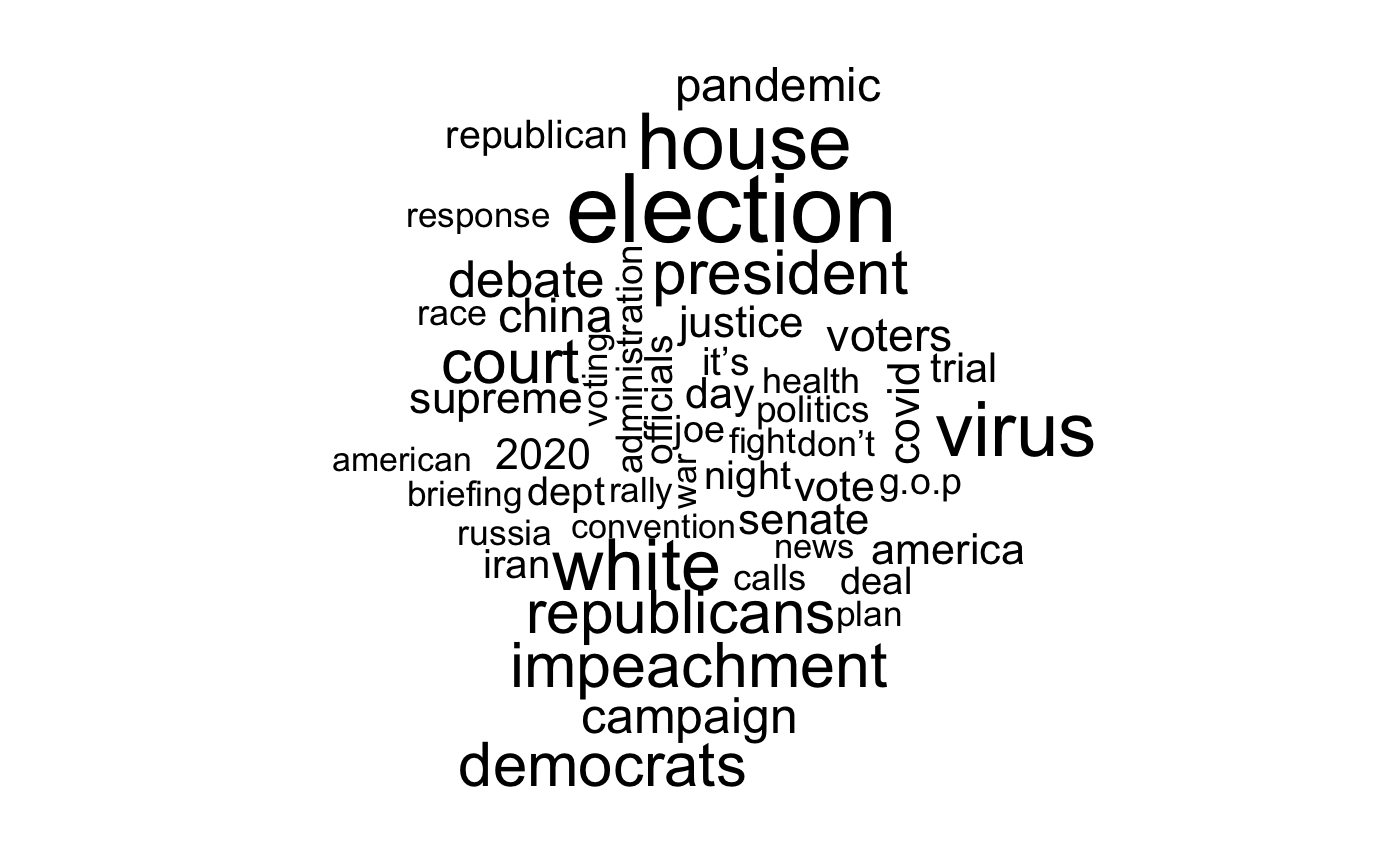 pandemic
republican house
response election
debate administration president
race china justice voters
court voting officials it’s trial
supreme day health covid
politics virus
joe fight don’t
american 2020 war night
briefing dept rally vote g.o.p
russia convention senate
iran white news america
calls deal
republicans plan
impeachment
campaign
democrats